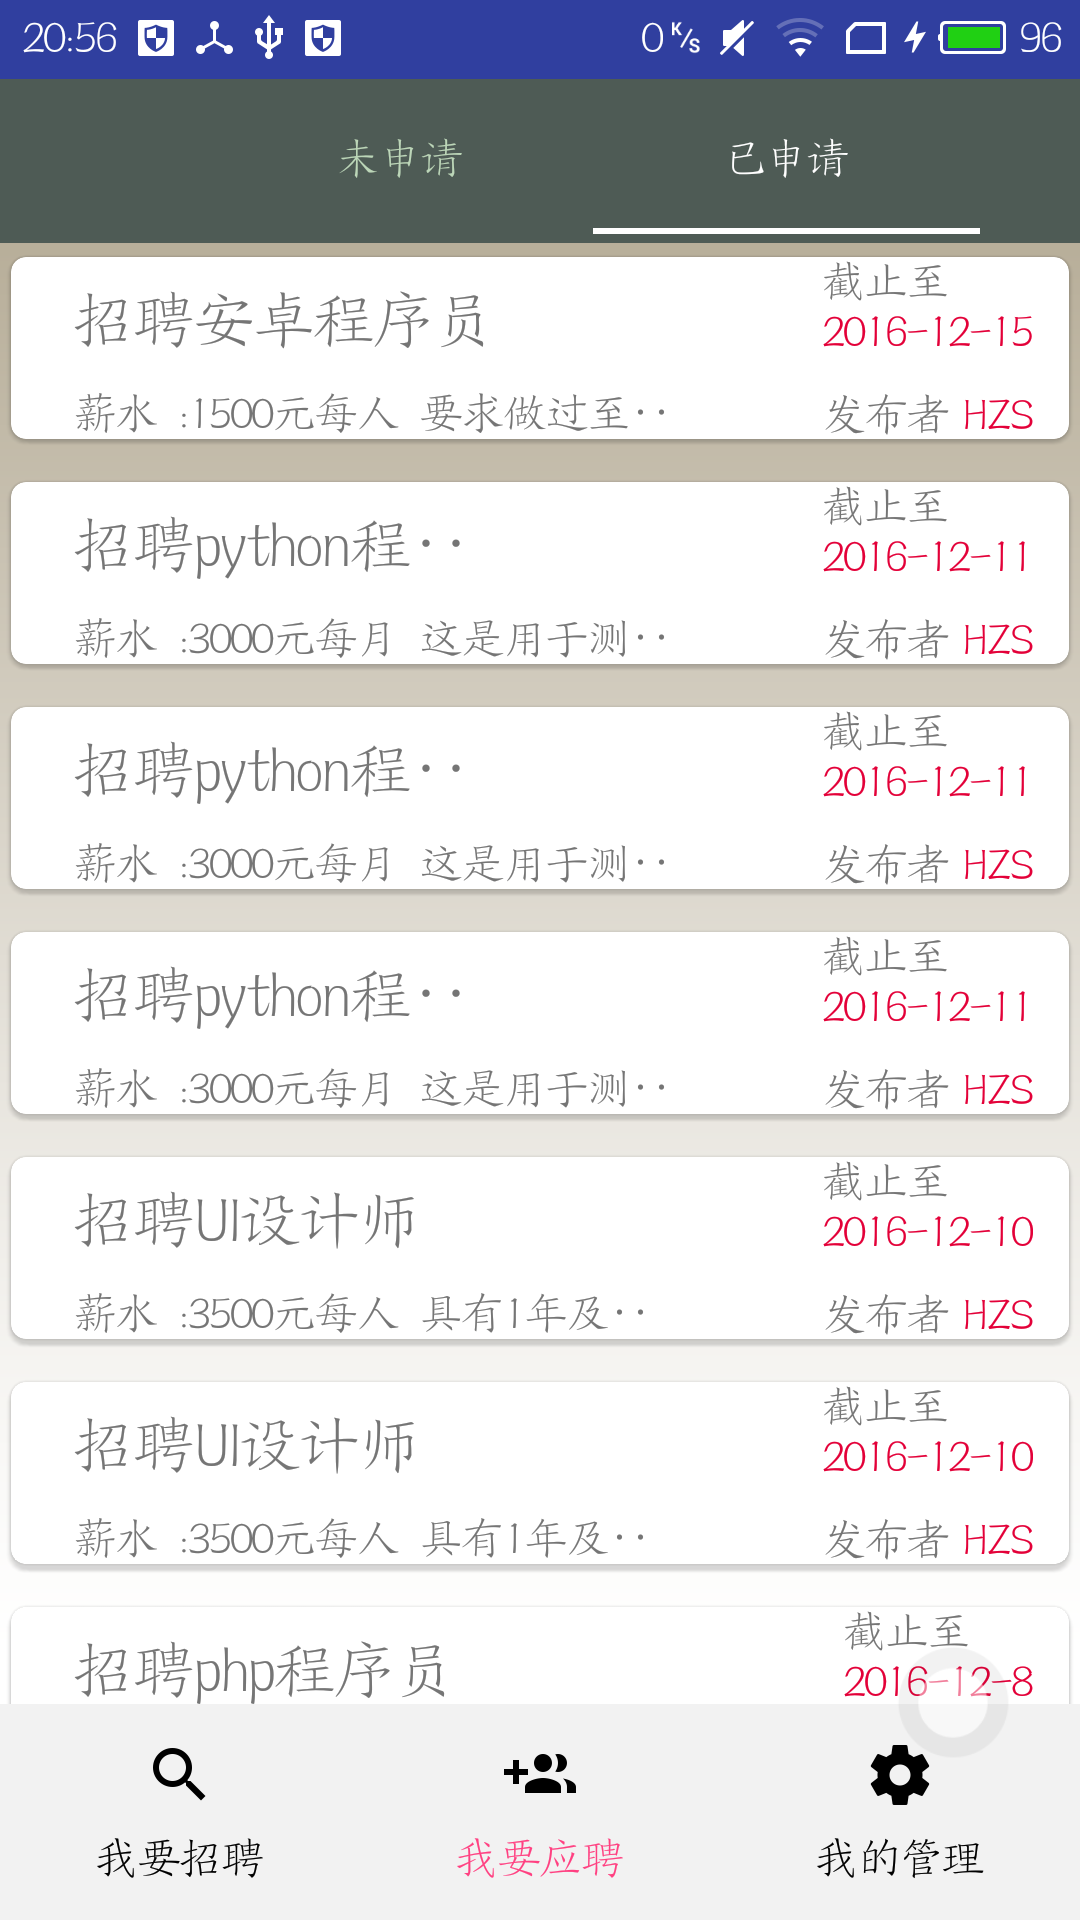 20:56 0 K/s 96
未申请 已申请
招聘安卓程序员 截止至
2016-12-15
薪水 :1500元每人 要求做过至·· 发布者 HZS
招聘python程·· 截止至
2016-12-11
薪水 :3000元每月 这是用于测·· 发布者 HZS
招聘python程·· 截止至
2016-12-11
薪水 :3000元每月 这是用于测·· 发布者 HZS
招聘python程·· 截止至
2016-12-11
薪水 :3000元每月 这是用于测·· 发布者 HZS
招聘UI设计师 截止至
2016-12-10
薪水 :3500元每人 具有1年及·· 发布者 HZS
招聘UI设计师 截止至
2016-12-10
薪水 :3500元每人 具有1年及·· 发布者 HZS
招聘php程序员 截止至
2016-12-8
我要招聘 我要应聘 我的管理